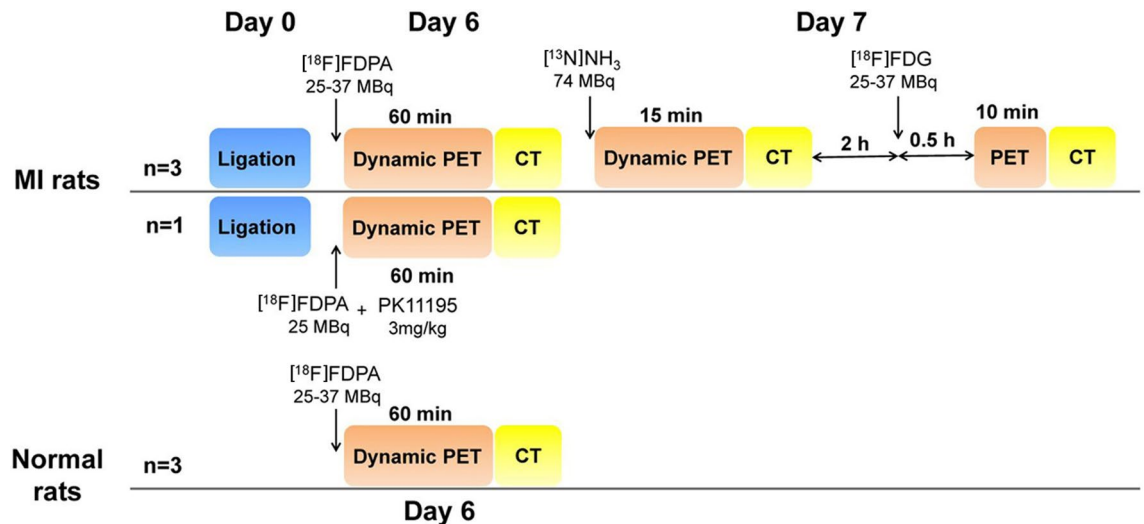 Day 0 Day 6 Day 7
[¹⁸F]FDPA [¹³N]NH₃ [¹⁸F]FDG
25-37 MBq 74 MBq 25-37 MBq
60 min 15 min 10 min
2 h 0.5 h
MI rats
n=3 Ligation Dynamic PET CT Dynamic PET CT PET CT
n=1 Ligation Dynamic PET CT
60 min
[¹⁸F]FDPA + PK11195
25 MBq 3mg/kg
[¹⁸F]FDPA
25-37 MBq
60 min
Normal
rats
n=3 Dynamic PET CT
Day 6